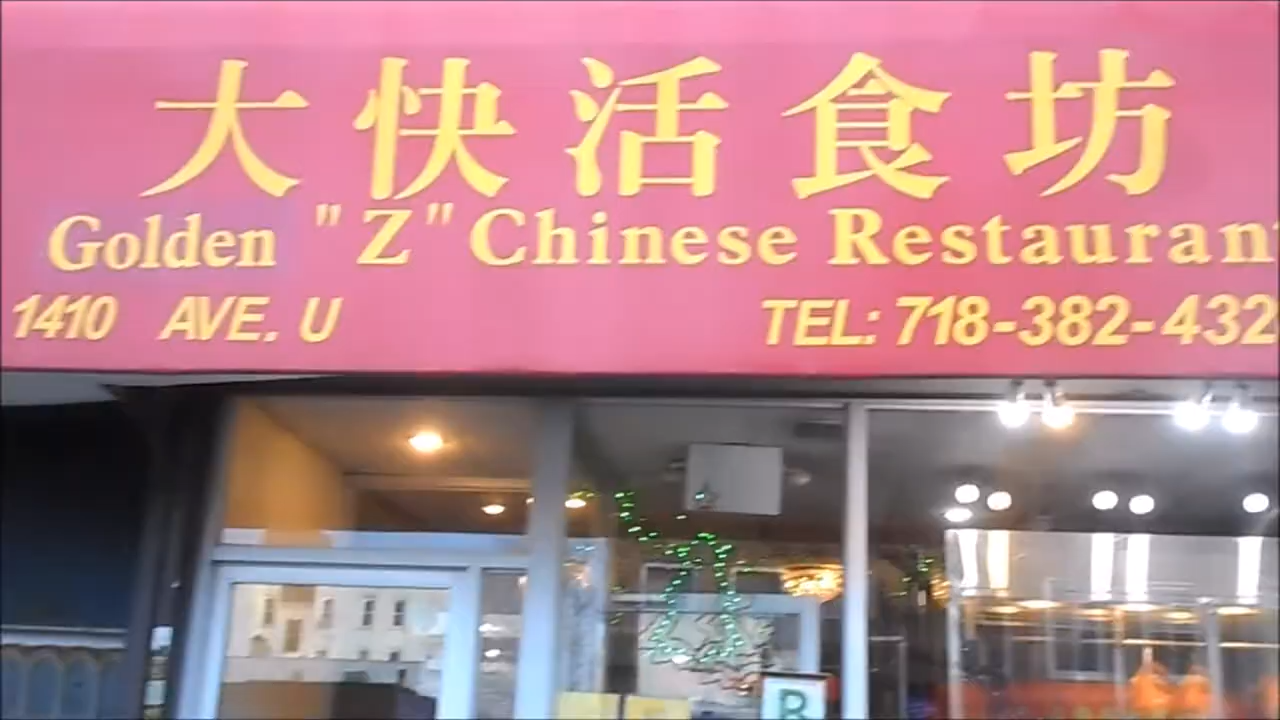 大快活食坊
Golden "Z" Chinese Restaurant
1410 AVE. U TEL: 718-382-432
B